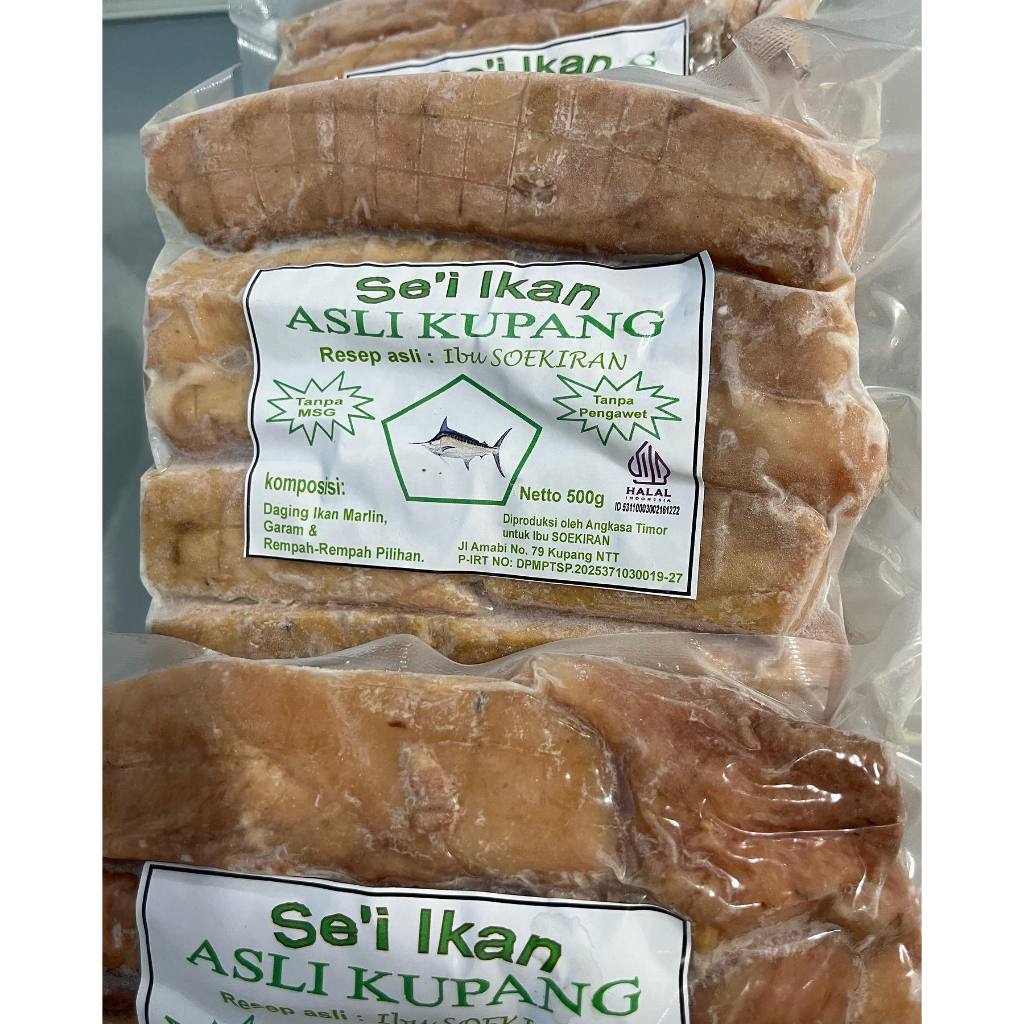 Se'i Ikan
Se'i Ikan
ASLI KUPANG
Resep asli : Ibu SOEKIRAN
Tanpa
MSG
Tanpa
Pengawet
HALAL
INDONESIA
ID 53110003002161222
komposisi:
Netto 500g
Daging Ikan Marlin,
Garam &
Rempah-Rempah Pilihan.
Diproduksi oleh Angkasa Timor
untuk Ibu SOEKIRAN
Jl Amabi No. 79 Kupang NTT
P-IRT NO: DPMPTSP.2025371030019-27
Se'i Ikan
ASLI KUPANG
Resep asli : Ibu